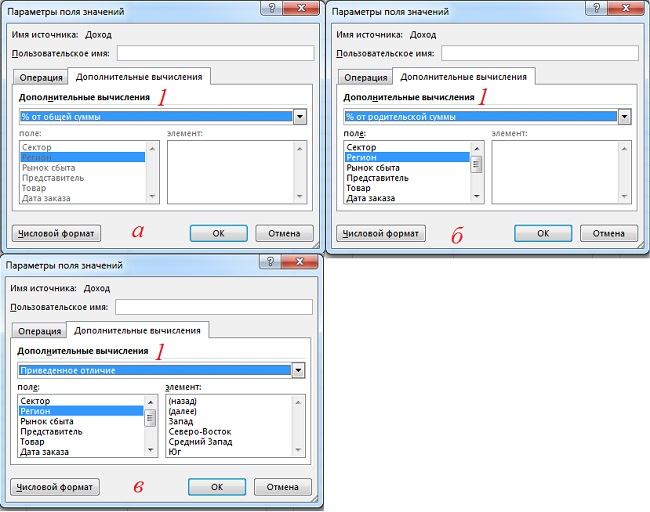 Параметры поля значений
Имя источника: Доход
Пользовательское имя:
Операция Дополнительные вычисления
Дополнительные вычисления 1
% от общей суммы
поле: элемент:
Сектор
Регион
Рынок сбыта
Представитель
Товар
Дата заказа
Числовой формат а ОК Отмена
Параметры поля значений
Имя источника: Доход
Пользовательское имя:
Операция Дополнительные вычисления
Дополнительные вычисления 1
% от родительской суммы
поле: элемент:
Сектор
Регион
Рынок сбыта
Представитель
Товар
Дата заказа
Числовой формат б ОК Отмена
Параметры поля значений
Имя источника: Доход
Пользовательское имя:
Операция Дополнительные вычисления
Дополнительные вычисления 1
Приведенное отличие
поле: элемент:
Сектор (назад)
Регион (далее)
Рынок сбыта Запад
Представитель Северо-Восток
Товар Средний Запад
Дата заказа Юг
Числовой формат в ОК Отмена